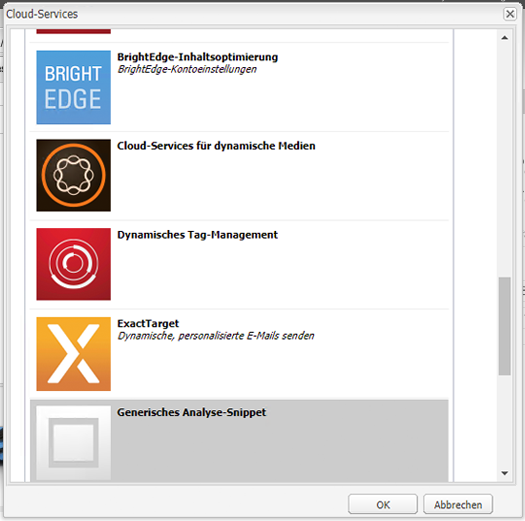 Cloud-Services
BRIGHT
EDGE
BrightEdge-Inhaltsoptimierung
BrightEdge-Kontoeinstellungen
Cloud-Services für dynamische Medien
Dynamisches Tag-Management
ExactTarget
Dynamische, personalisierte E-Mails senden
Generisches Analyse-Snippet
OK
Abbrechen